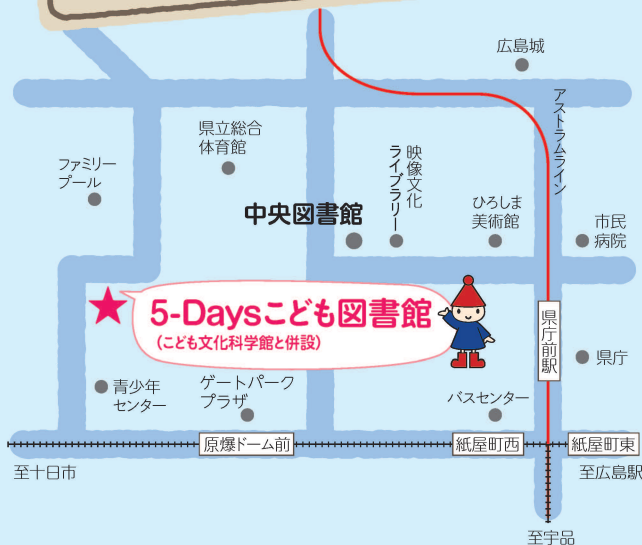 広島城
アストラムライン
県立総合
体育館
映像文化
ライブラリー
ファミリー
プール
ひろしま
美術館
中央図書館
市民
病院
5-Daysこども図書館
(こども文化科学館と併設)
県庁前駅
県庁
青少年
センター
ゲートパーク
プラザ
バスセンター
原爆ドーム前
紙屋町西
紙屋町東
至十日市
至広島駅
至宇品